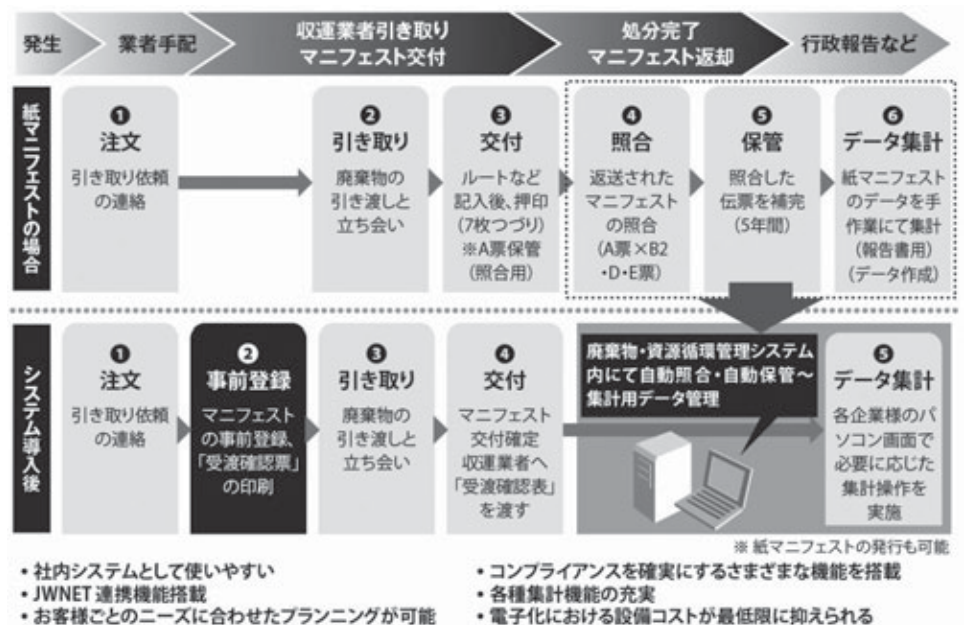 発生
業者手配
収運業者引き取り
マニフェスト交付
処分完了
マニフェスト返却
行政報告など
紙マニフェストの場合
❶
注文
引き取り依頼
の連絡
❷
引き取り
廃棄物の
引き渡しと
立ち会い
❸
交付
ルートなど
記入後、押印
(7枚つづり)
※A票保管
(照合用)
❹
照合
返送された
マニフェスト
の照合
(A票×B2
・D・E票)
❺
保管
照合した
伝票を補完
(5年間)
❻
データ集計
紙マニフェスト
のデータを手
作業にて集計
(報告書用)
(データ作成)
システム導入後
❶
注文
引き取り依頼
の連絡
❷
事前登録
マニフェスト
の事前登録、
「受渡確認票」
の印刷
❸
引き取り
廃棄物の
引き渡しと
立ち会い
❹
交付
マニフェスト
交付確定
収運業者へ
「受渡確認表」
を渡す
廃棄物・資源循環管理システム
内にて自動照合・自動保管～
集計用データ管理
❺
データ集計
各企業様のパ
ソコン画面で
必要に応じた
集計操作を
実施
※ 紙マニフェストの発行も可能
・社内システムとして使いやすい
・JWNET 連携機能搭載
・お客様ごとのニーズに合わせたプランニングが可能
・コンプライアンスを確実にするさまざまな機能を搭載
・各種集計機能の充実
・電子化における設備コストが最低限に抑えられる